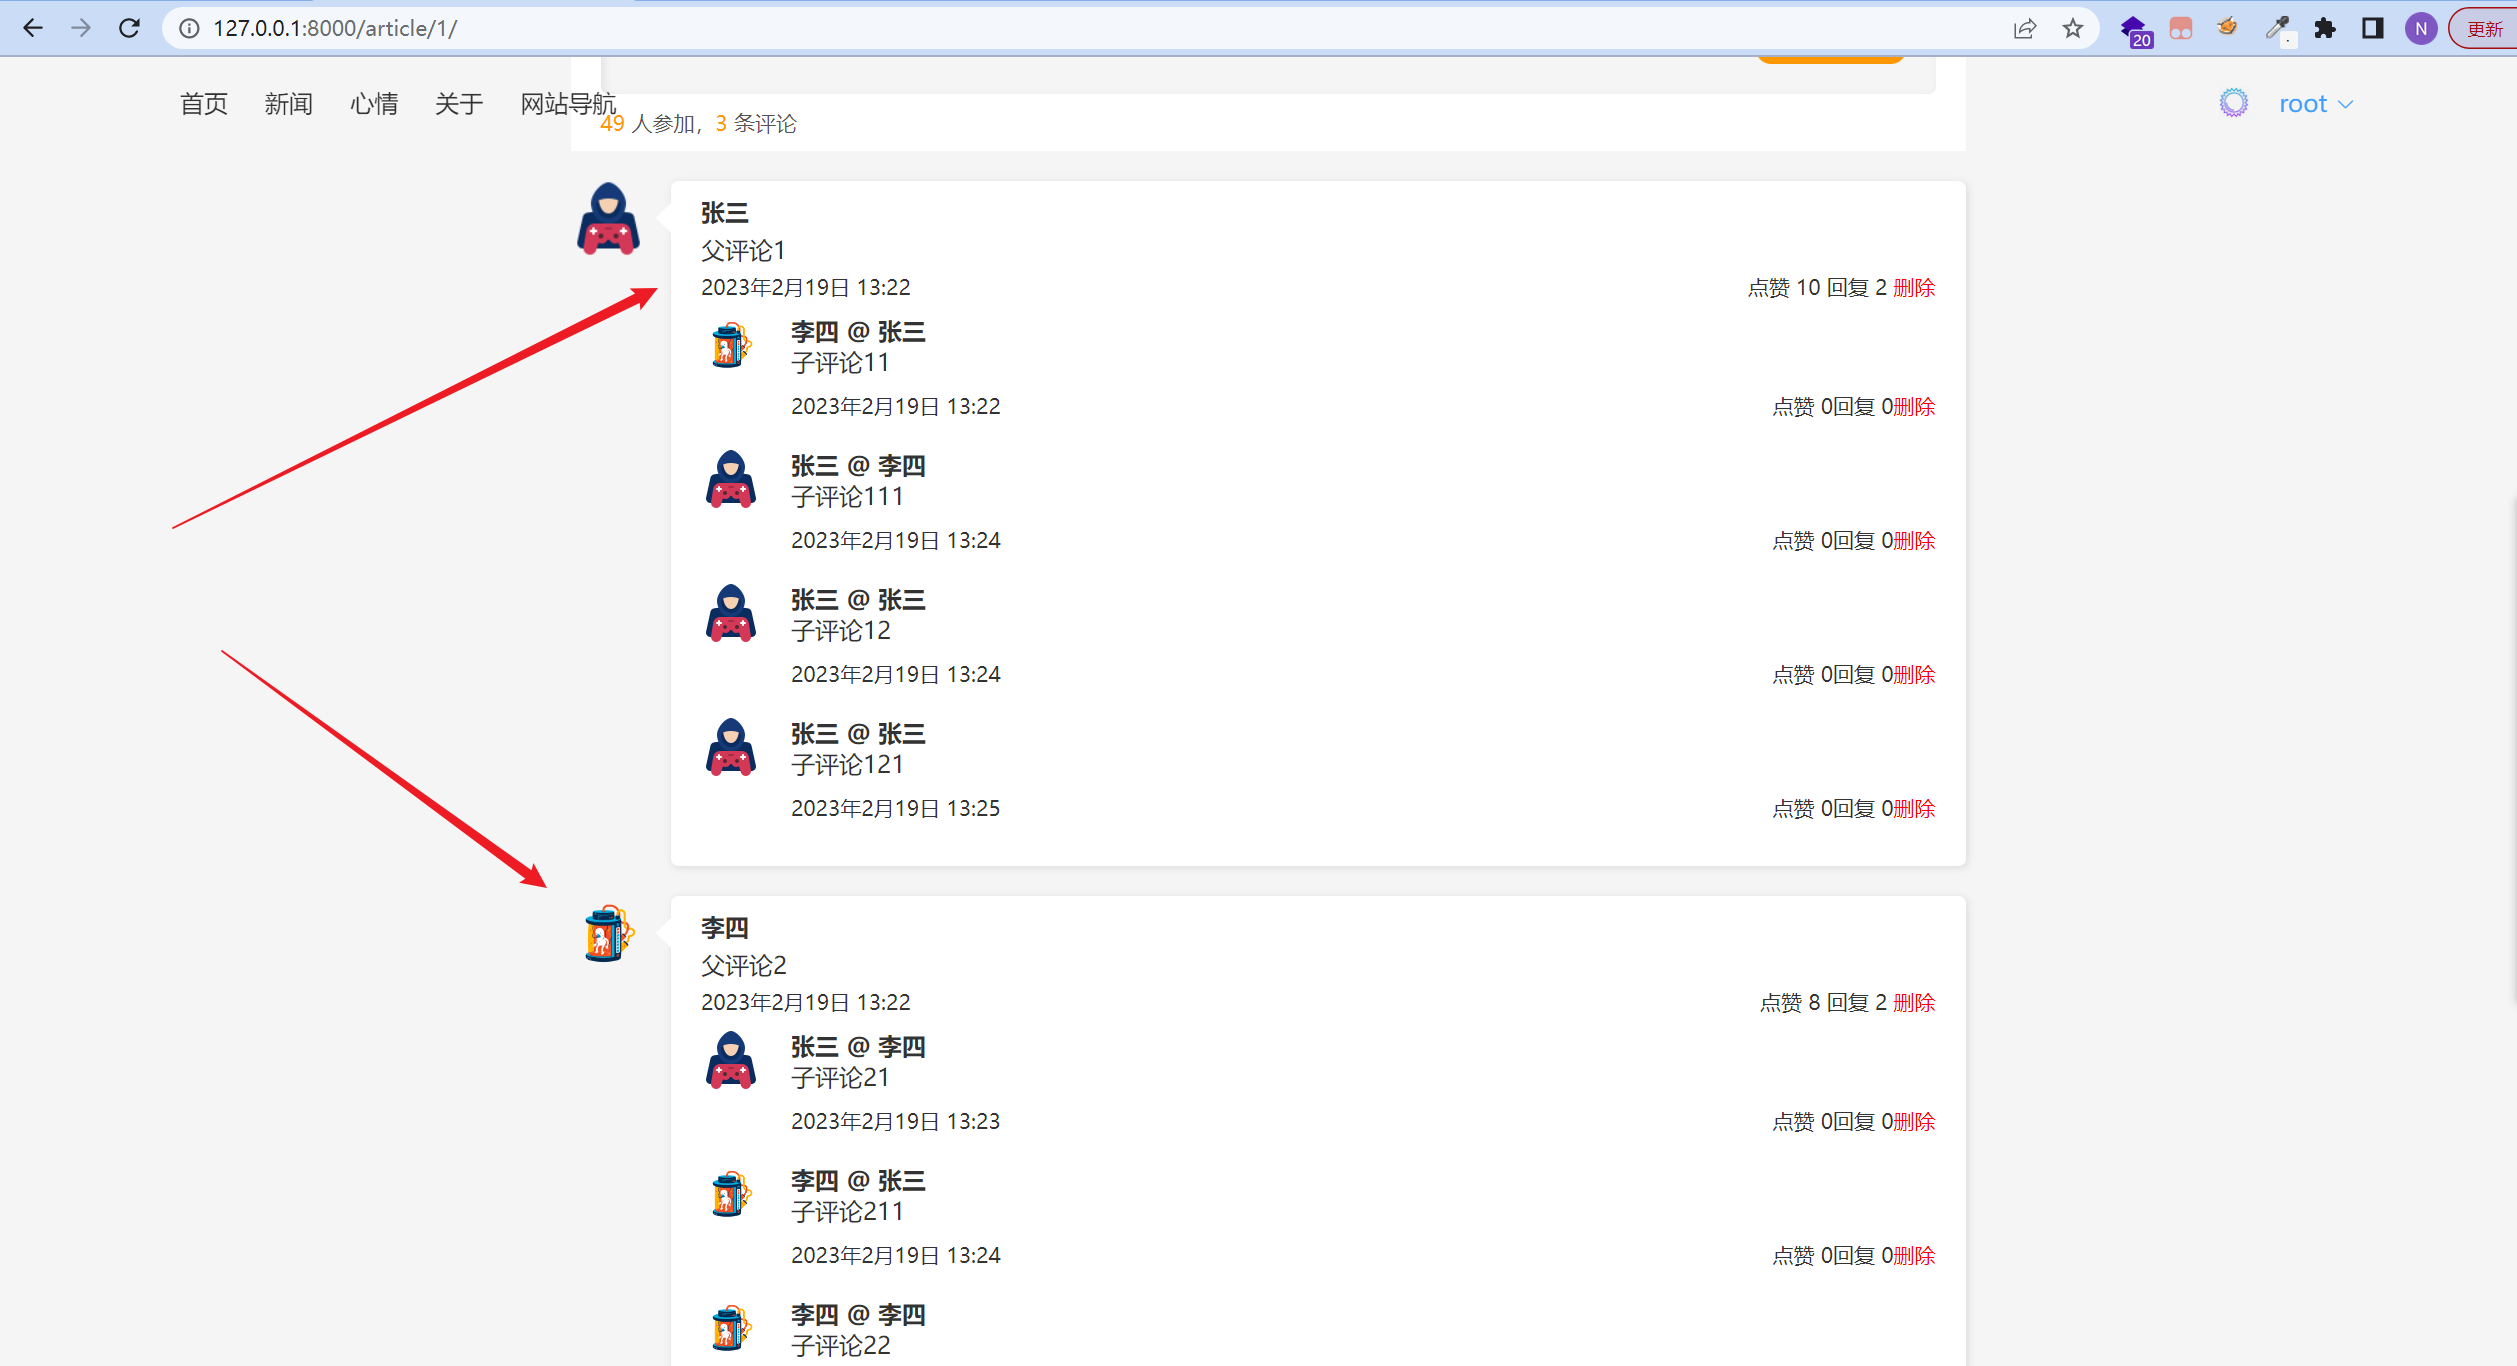 127.0.0.1:8000/article/1/
20
N
更新
首页 新闻 心情 关于 网站导航
root
49 人参加，3 条评论
张三
父评论1
2023年2月19日 13:22 点赞 10 回复 2 删除
李四 @ 张三
子评论11
2023年2月19日 13:22 点赞 0回复 0删除
张三 @ 李四
子评论111
2023年2月19日 13:24 点赞 0回复 0删除
张三 @ 张三
子评论12
2023年2月19日 13:24 点赞 0回复 0删除
张三 @ 张三
子评论121
2023年2月19日 13:25 点赞 0回复 0删除
李四
父评论2
2023年2月19日 13:22 点赞 8 回复 2 删除
张三 @ 李四
子评论21
2023年2月19日 13:23 点赞 0回复 0删除
李四 @ 张三
子评论211
2023年2月19日 13:24 点赞 0回复 0删除
李四 @ 李四
子评论22